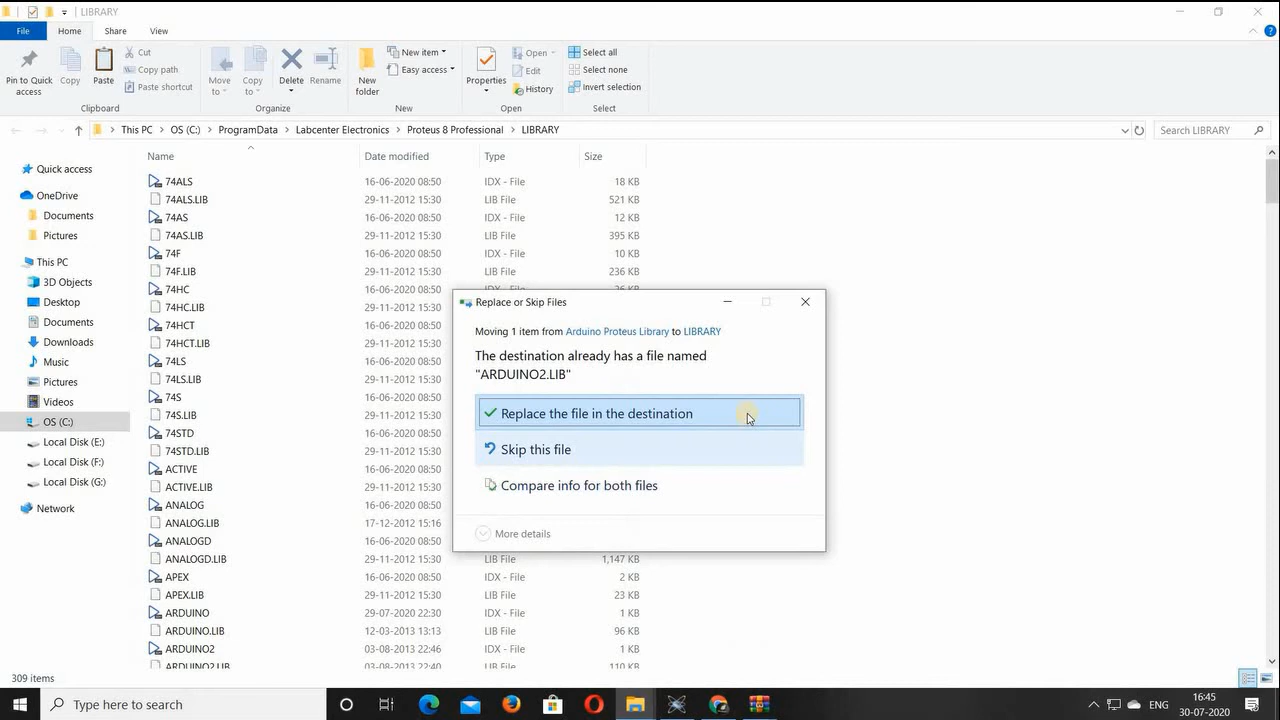 LIBRARY
File
Home
Share
View
Pin to Quick access
Copy
Paste
Cut
Copy path
Paste shortcut
Clipboard
Move to
Copy to
Delete
Rename
Organize
New folder
New item
Easy access
New
Properties
Open
Edit
History
Open
Select all
Select none
Invert selection
Select
This PC > OS (C:) > ProgramData > Labcenter Electronics > Proteus 8 Professional > LIBRARY
Search LIBRARY
Name Date modified Type Size
Quick access
OneDrive
Documents
Pictures
This PC
3D Objects
Desktop
Documents
Downloads
Music
Pictures
Videos
OS (C:)
Local Disk (E:)
Local Disk (F:)
Local Disk (G:)
Network
74ALS 16-06-2020 08:50 IDX - File 18 KB
74ALS.LIB 29-11-2012 15:30 LIB File 521 KB
74AS 16-06-2020 08:50 IDX - File 12 KB
74AS.LIB 29-11-2012 15:30 LIB File 395 KB
74F 16-06-2020 08:50 IDX - File 10 KB
74F.LIB 29-11-2012 15:30 LIB File 236 KB
74HC 16-06-2020 08:50 IDX - File 26 KB
74HC.LIB 29-11-2012 15:30
74HCT 16-06-2020 08:50
74HCT.LIB 29-11-2012 15:30
74LS 16-06-2020 08:50
74LS.LIB 29-11-2012 15:30
74S 16-06-2020 08:50
74S.LIB 29-11-2012 15:30
74STD 16-06-2020 08:50
74STD.LIB 29-11-2012 15:30
ACTIVE 16-06-2020 08:50
ACTIVE.LIB 29-11-2012 15:30
ANALOG 16-06-2020 08:50
ANALOG.LIB 17-12-2012 15:16
ANALOGD 16-06-2020 08:50
ANALOGD.LIB 29-11-2012 15:30 LIB File 1,147 KB
APEX 16-06-2020 08:50 IDX - File 2 KB
APEX.LIB 29-11-2012 15:30 LIB File 23 KB
ARDUINO 29-07-2020 22:30 IDX - File 1 KB
ARDUINO.LIB 12-03-2013 13:13 LIB File 96 KB
ARDUINO2 03-08-2013 22:46 IDX - File 1 KB
ARDUINO2.LIB 03-08-2013 22:40 LIB File 110 KB
Replace or Skip Files
Moving 1 item from Arduino Proteus Library to LIBRARY
The destination already has a file named
"ARDUINO2.LIB"
Replace the file in the destination
Skip this file
Compare info for both files
More details
309 items
Type here to search
ENG
16:45
30-07-2020